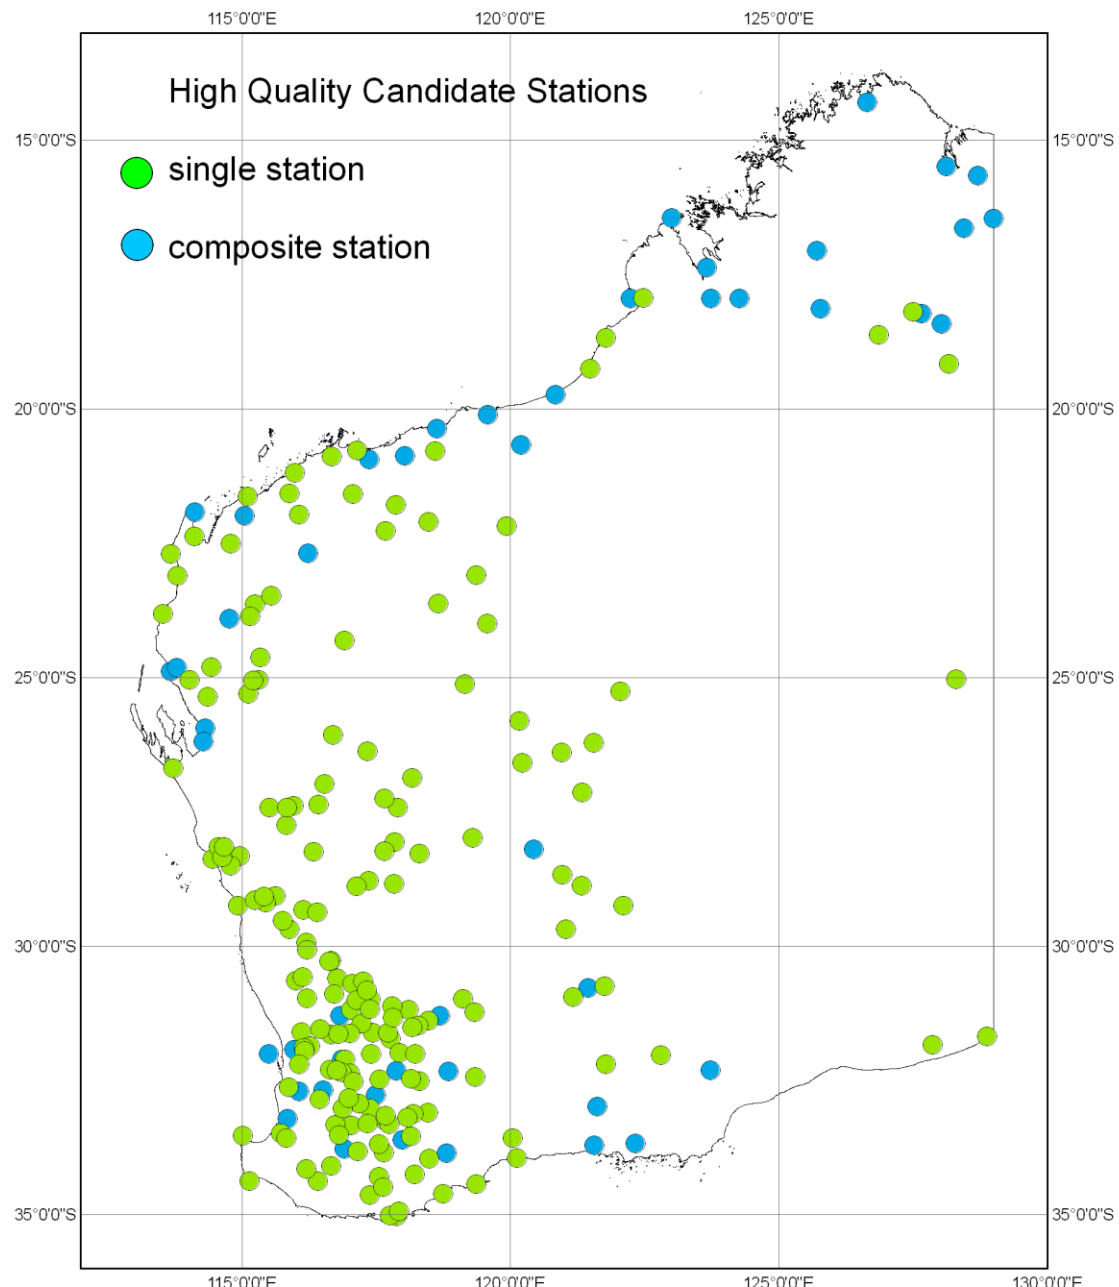 115°0'0"E 120°0'0"E 125°0'0"E
High Quality Candidate Stations
15°0'0"S 15°0'0"S
single station
composite station
20°0'0"S 20°0'0"S
25°0'0"S 25°0'0"S
30°0'0"S 30°0'0"S
35°0'0"S 35°0'0"S
115°0'0"E 120°0'0"E 125°0'0"E 130°0'0"E